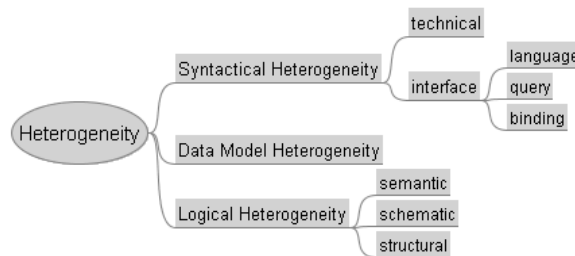 Heterogeneity
Syntactical Heterogeneity
technical
interface
language
query
binding
Data Model Heterogeneity
Logical Heterogeneity
semantic
schematic
structural